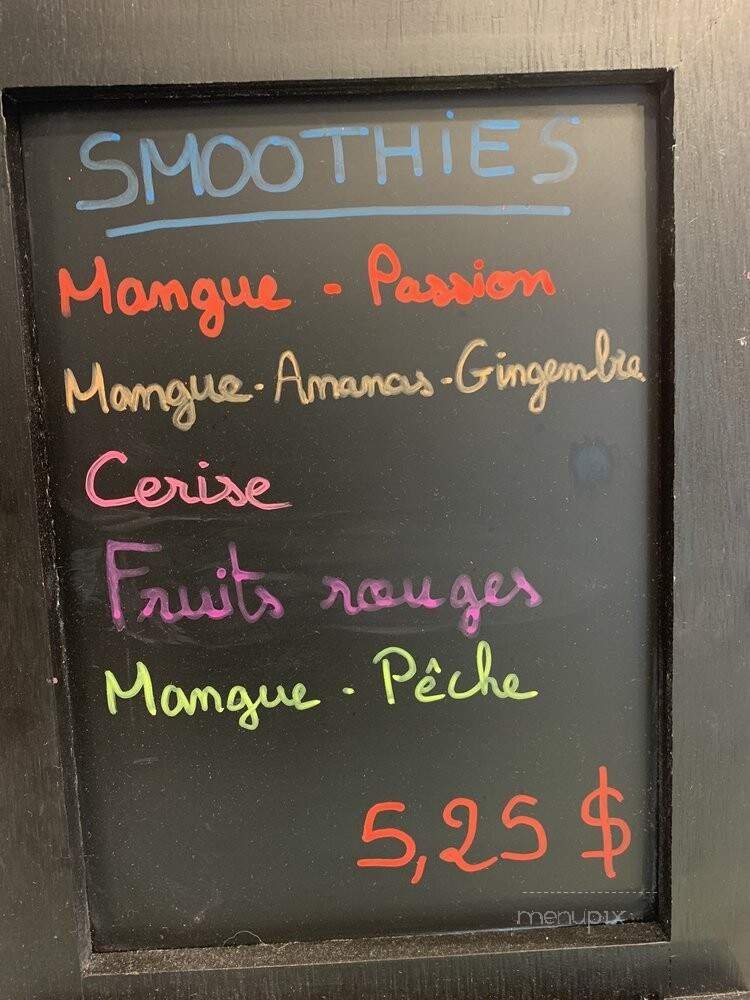 SMOOTHiES
Mangue - Passion
Mangue-Ananas-Gingembre
Cerise
Fruits rouges
Mangue - Pêche
5,25 $
menupix